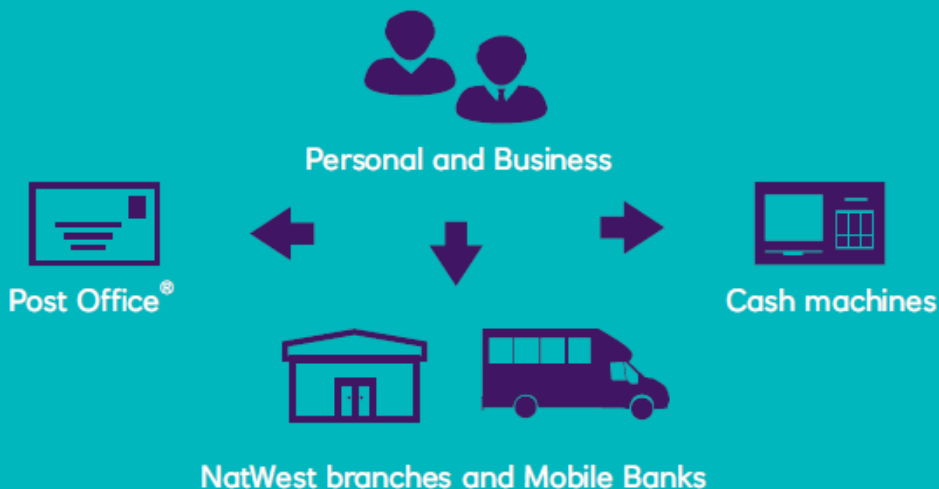 Personal and Business
Post Office®
Cash machines
NatWest branches and Mobile Banks